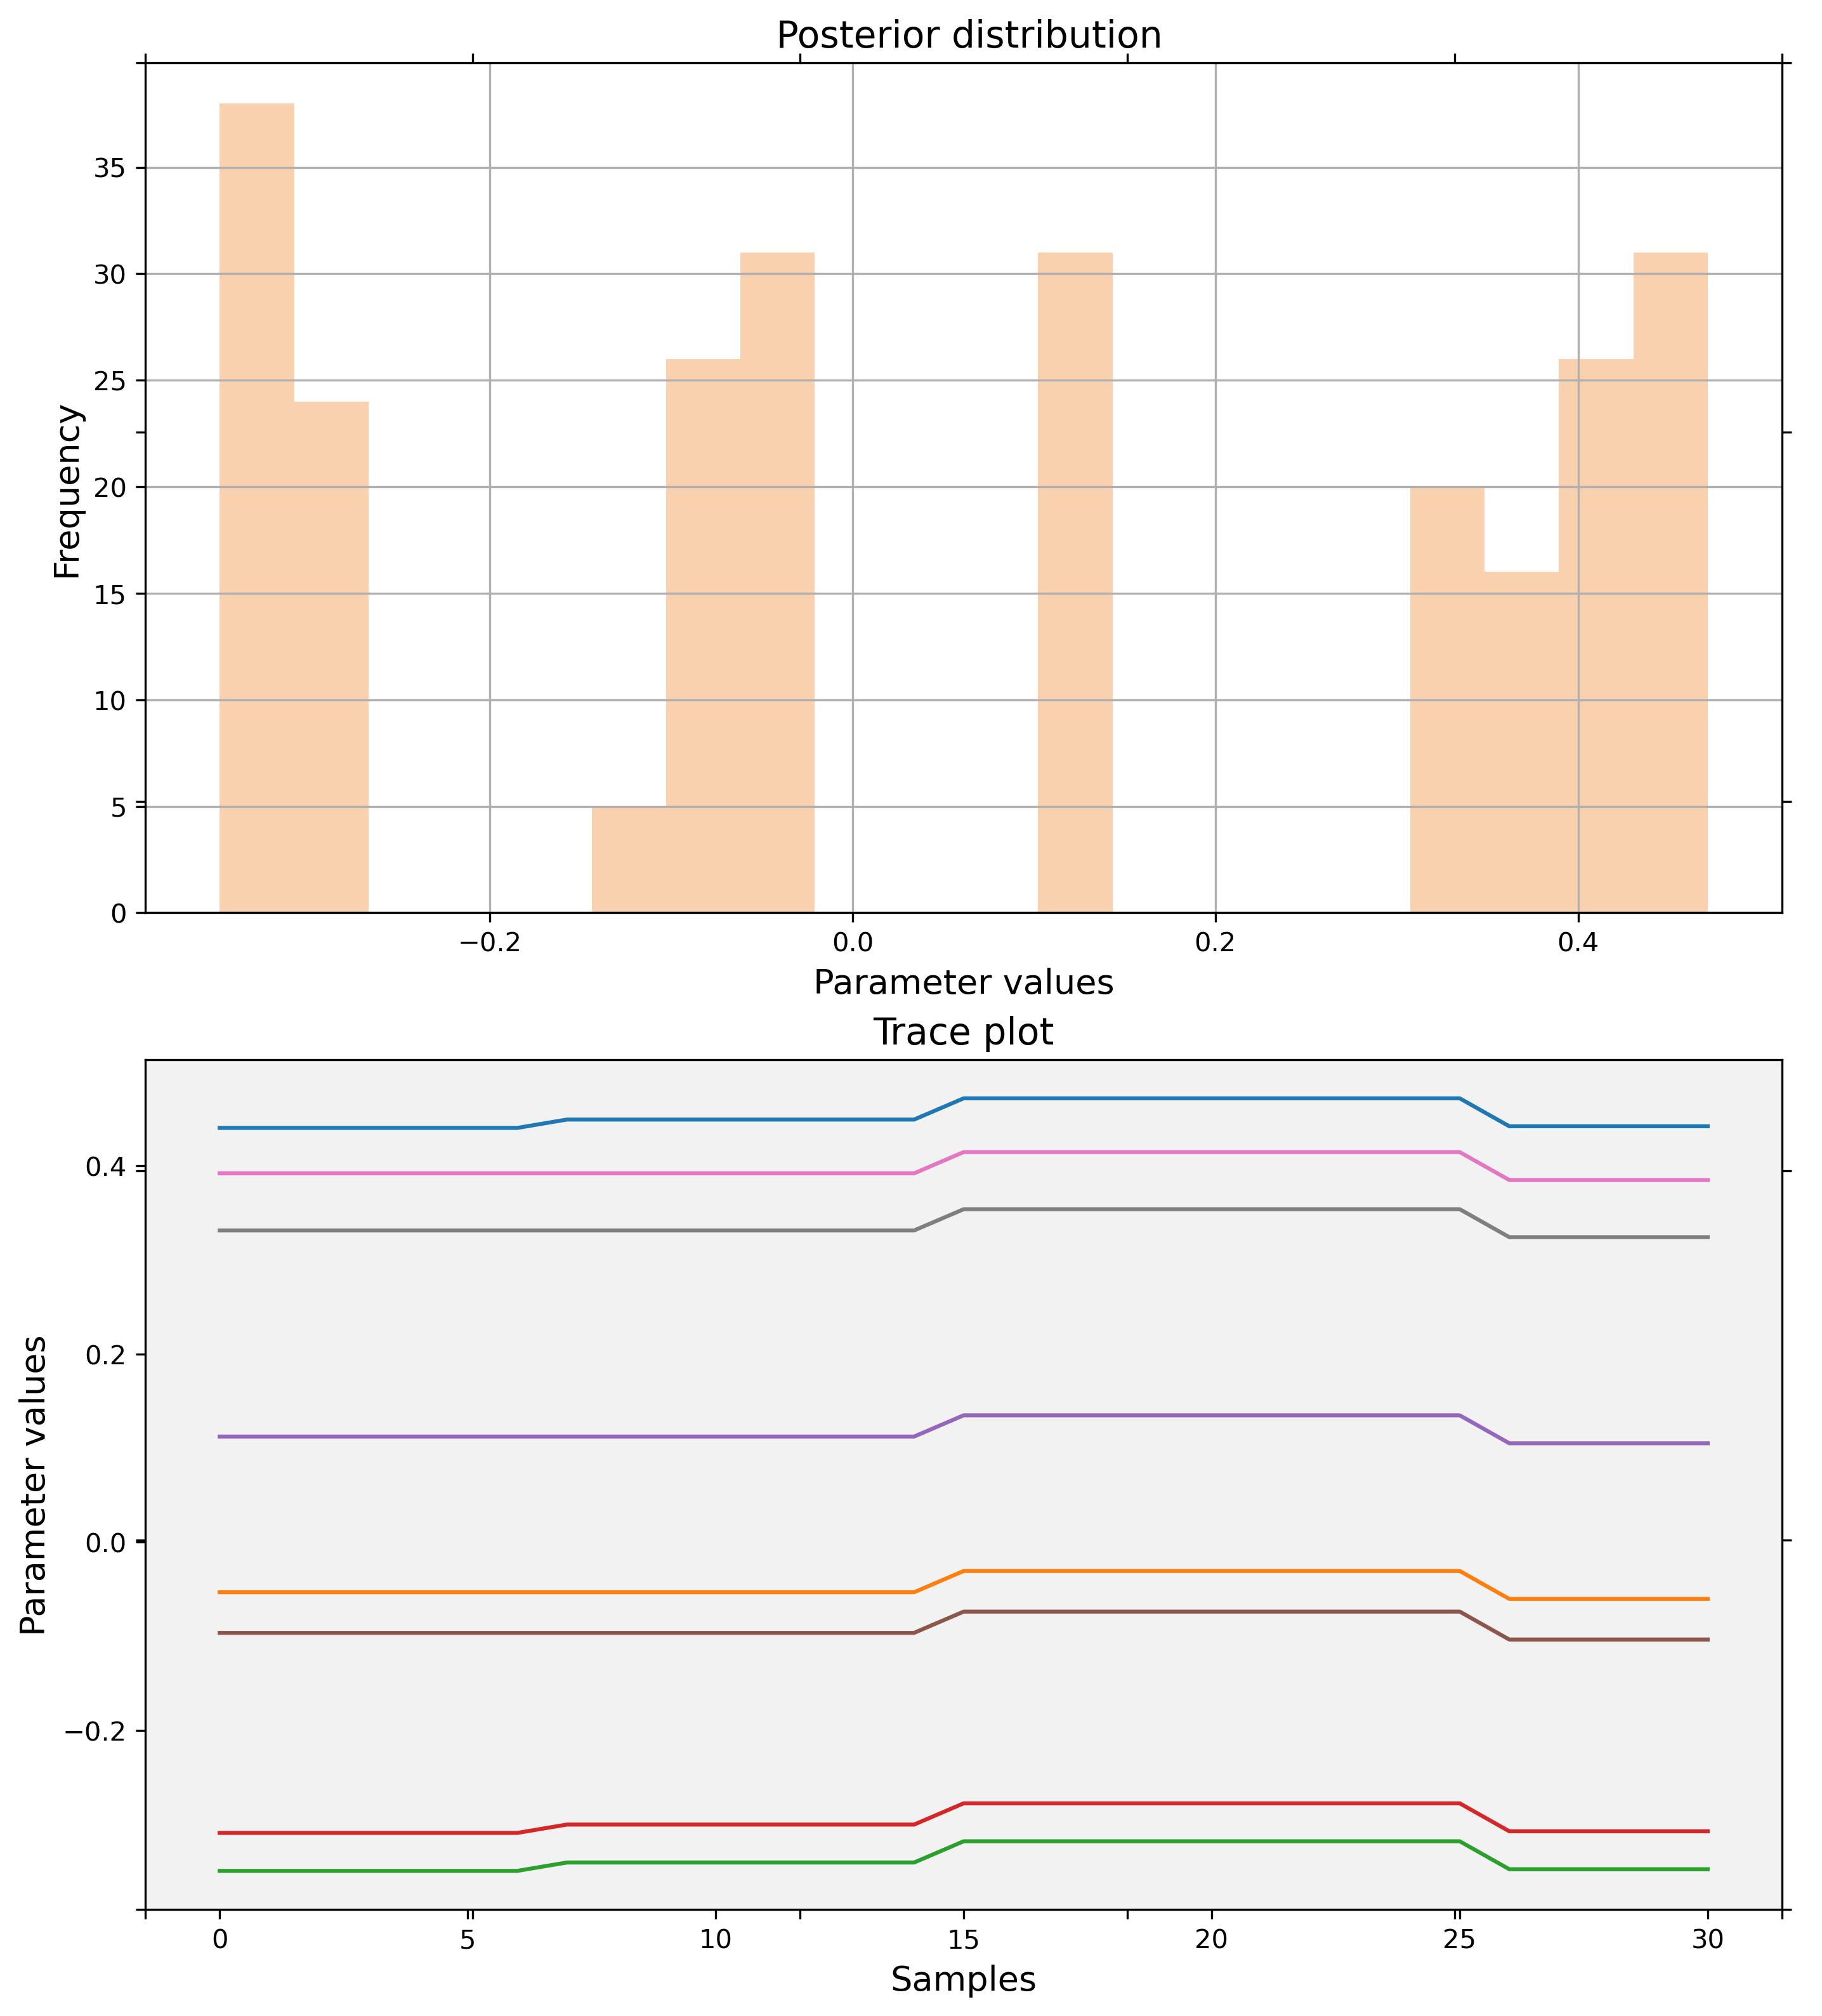 Posterior distribution
35
30
25
20
15
10
5
0
Frequency
−0.2 0.0 0.2 0.4
Parameter values
Trace plot
0.4
0.2
0.0
−0.2
Parameter values
0 5 10 15 20 25 30
Samples